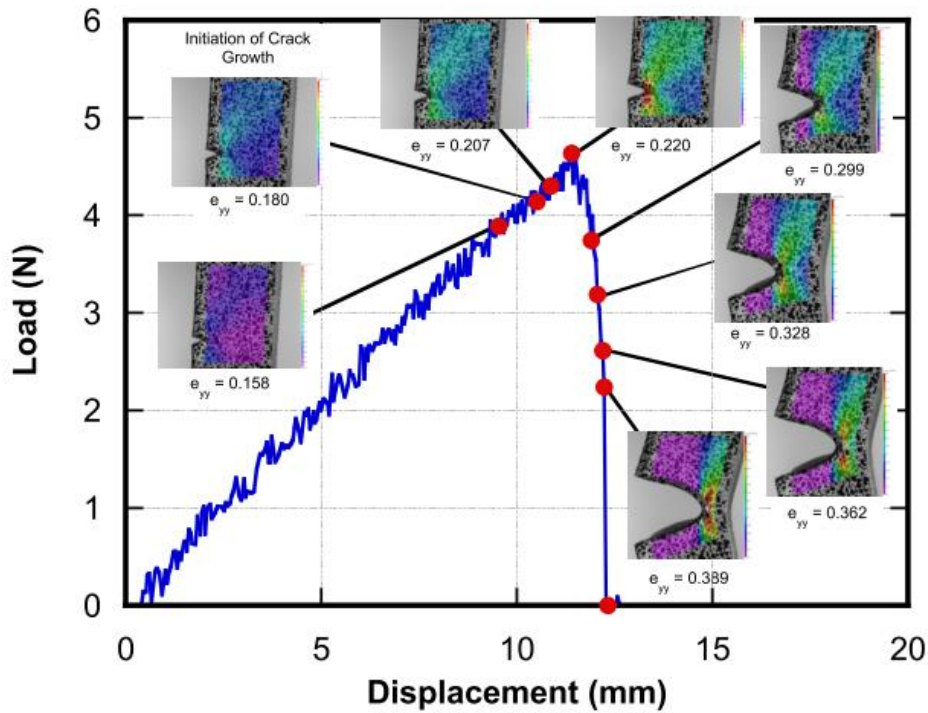 Initiation of Crack
Growth
e_yy = 0.180
e_yy = 0.207
e_yy = 0.220
e_yy = 0.299
e_yy = 0.158
e_yy = 0.328
e_yy = 0.362
e_yy = 0.389
Load (N)
6
5
4
3
2
1
0
0 5 10 15 20
Displacement (mm)